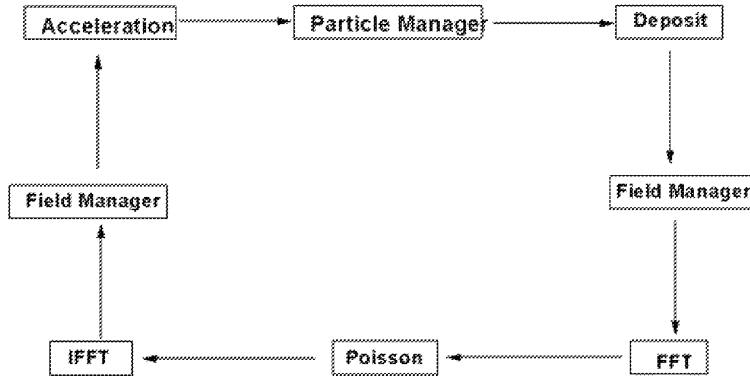 Acceleration
Particle Manager
Deposit
Field Manager
Field Manager
IFFT
Poisson
FFT